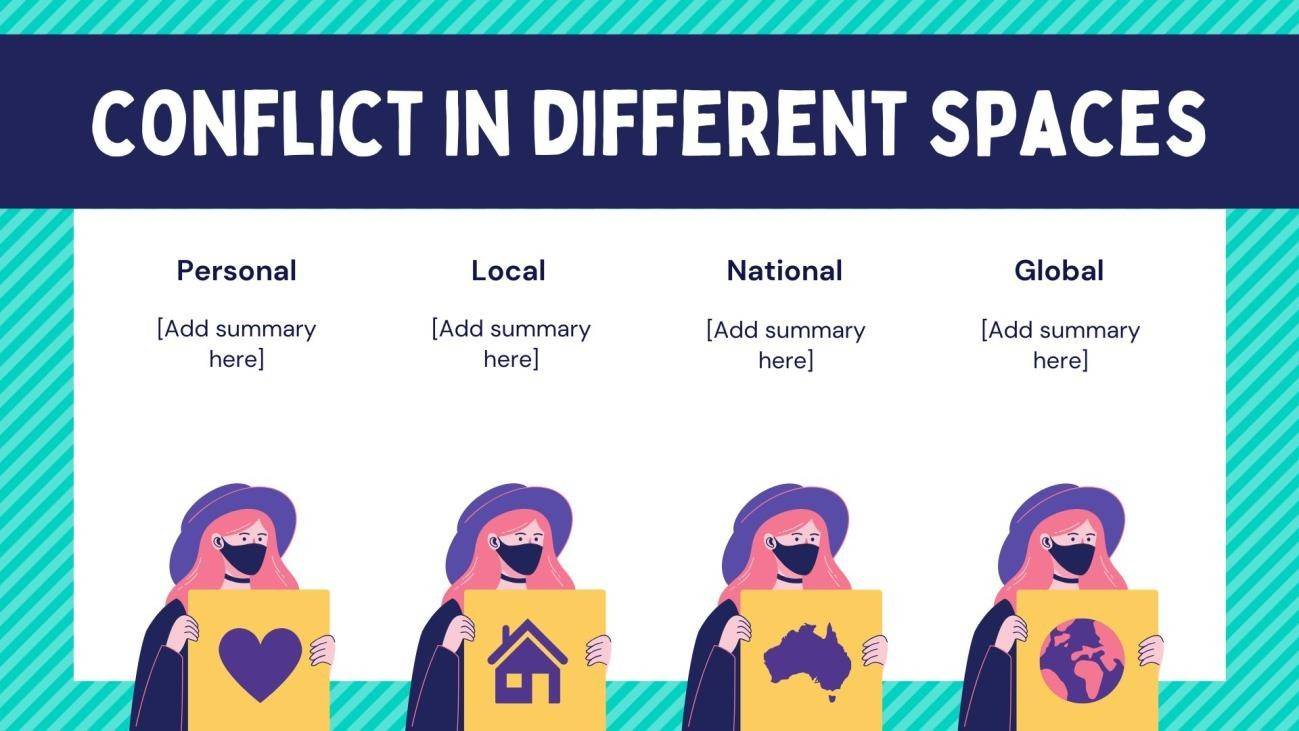 CONFLICT IN DIFFERENT SPACES
Personal
[Add summary
here]
Local
[Add summary
here]
National
[Add summary
here]
Global
[Add summary
here]